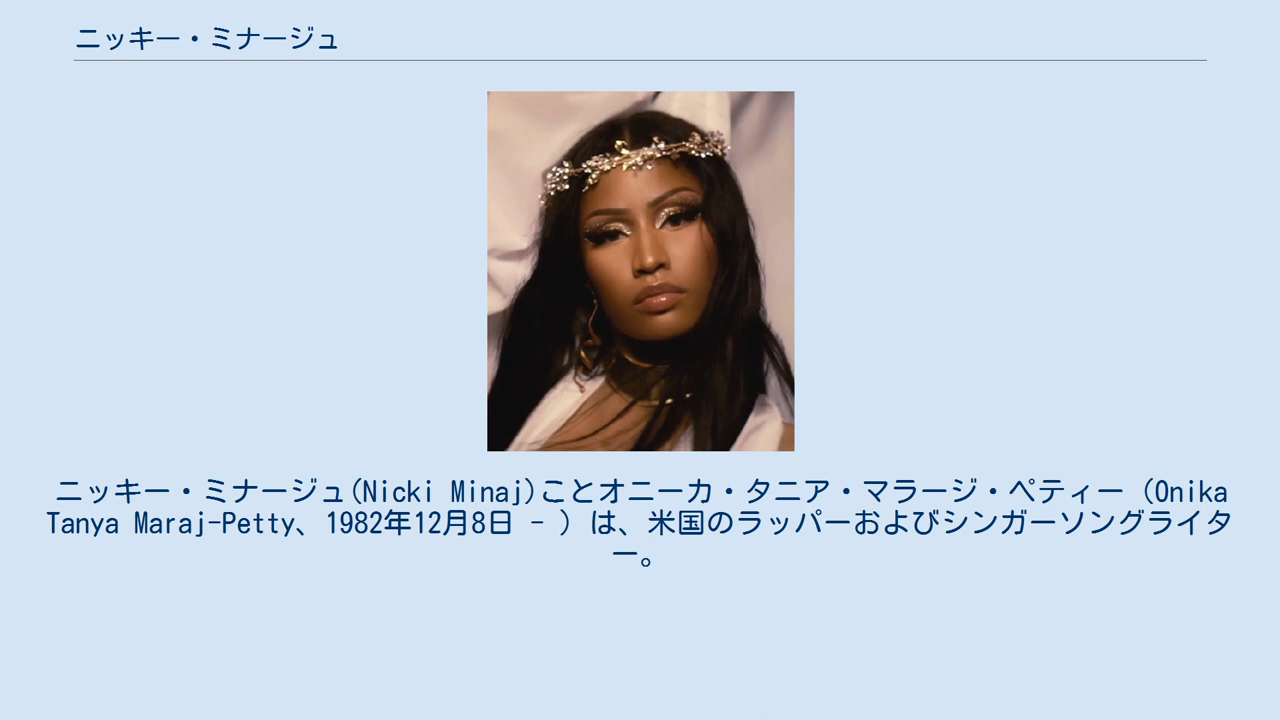 ニッキー・ミナージュ
ニッキー・ミナージュ(Nicki Minaj)ことオニーカ・タニア・マラージ・ペティー（Onika
Tanya Maraj-Petty、1982年12月8日 - ）は、米国のラッパーおよびシンガーソングライタ
ー。